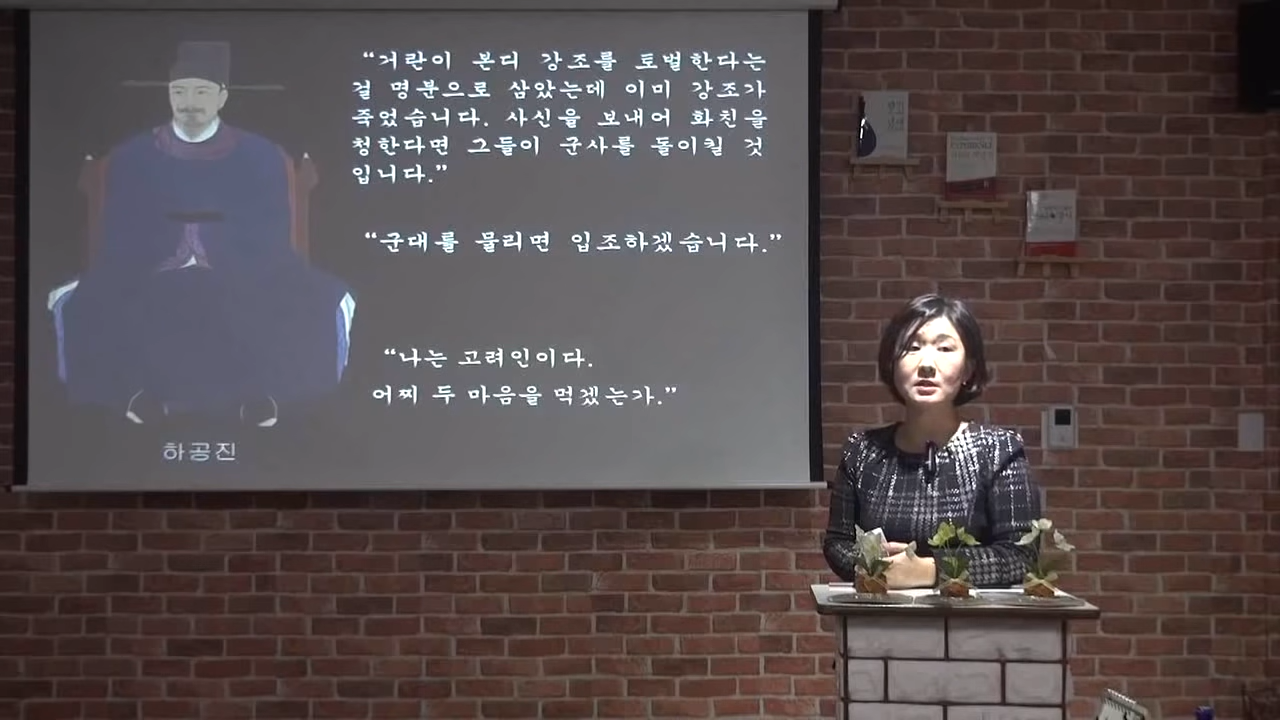 “거란이 본디 강조를 토벌한다는
걸 명분으로 삼았는데 이미 강조가
죽었습니다. 사신을 보내어 화친을
청한다면 그들이 군사를 돌이킬 것
입니다.”
“군대를 물리면 입조하겠습니다.”
“나는 고려인이다.
어찌 두 마음을 먹겠는가.”
하공진